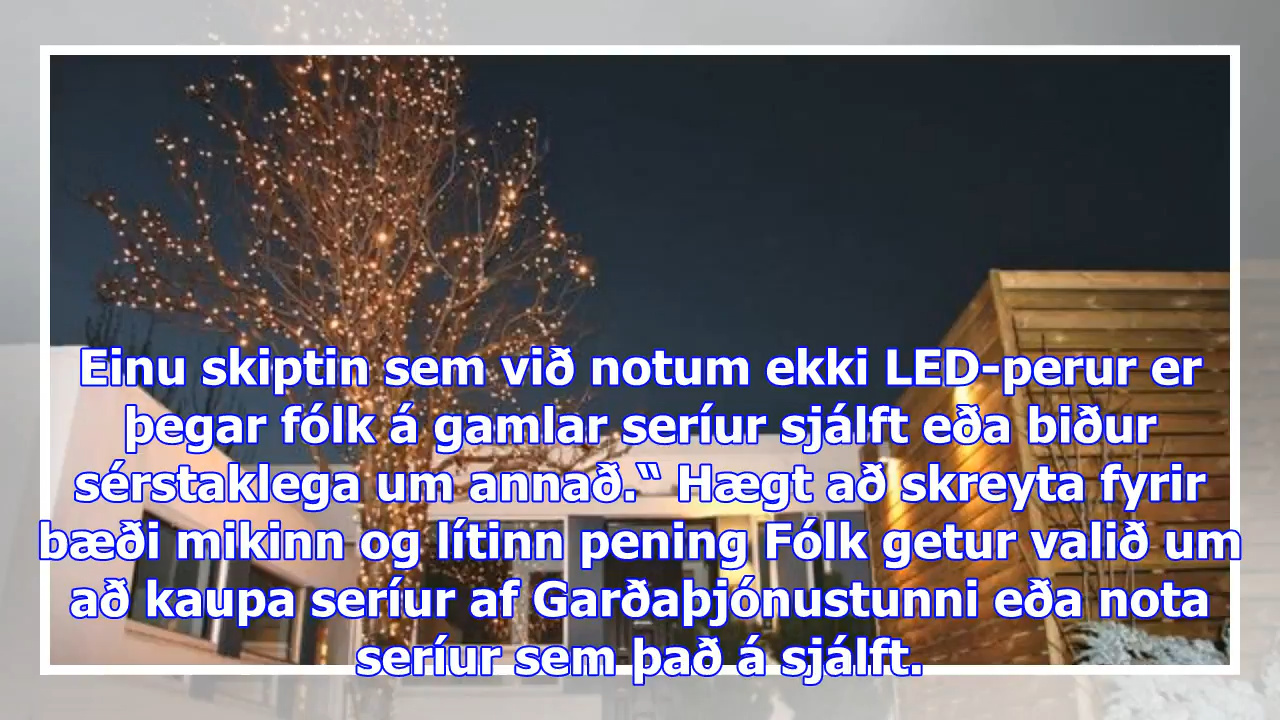 Einu skiptin sem við notum ekki LED-perur er
þegar fólk á gamlar seríur sjálft eða biður
sérstaklega um annað.“ Hægt að skreyta fyrir
bæði mikinn og lítinn pening Fólk getur valið um
að kaupa seríur af Garðaþjónustunni eða nota
seríur sem það á sjálft.